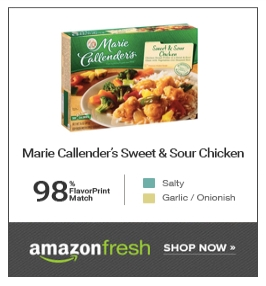 Marie
Callender's
Sweet & Sour
Chicken
Marie Callender's Sweet & Sour Chicken
98%
FlavorPrint
Match
Salty
Garlic / Onionish
amazonfresh
SHOP NOW »